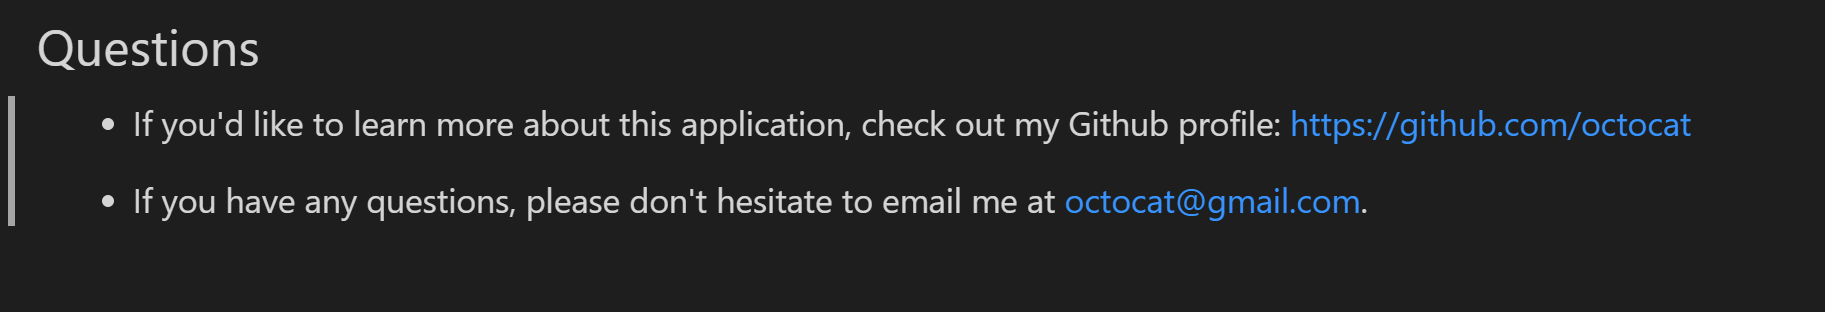 Questions
• If you'd like to learn more about this application, check out my Github profile: https://github.com/octocat
• If you have any questions, please don't hesitate to email me at octocat@gmail.com.